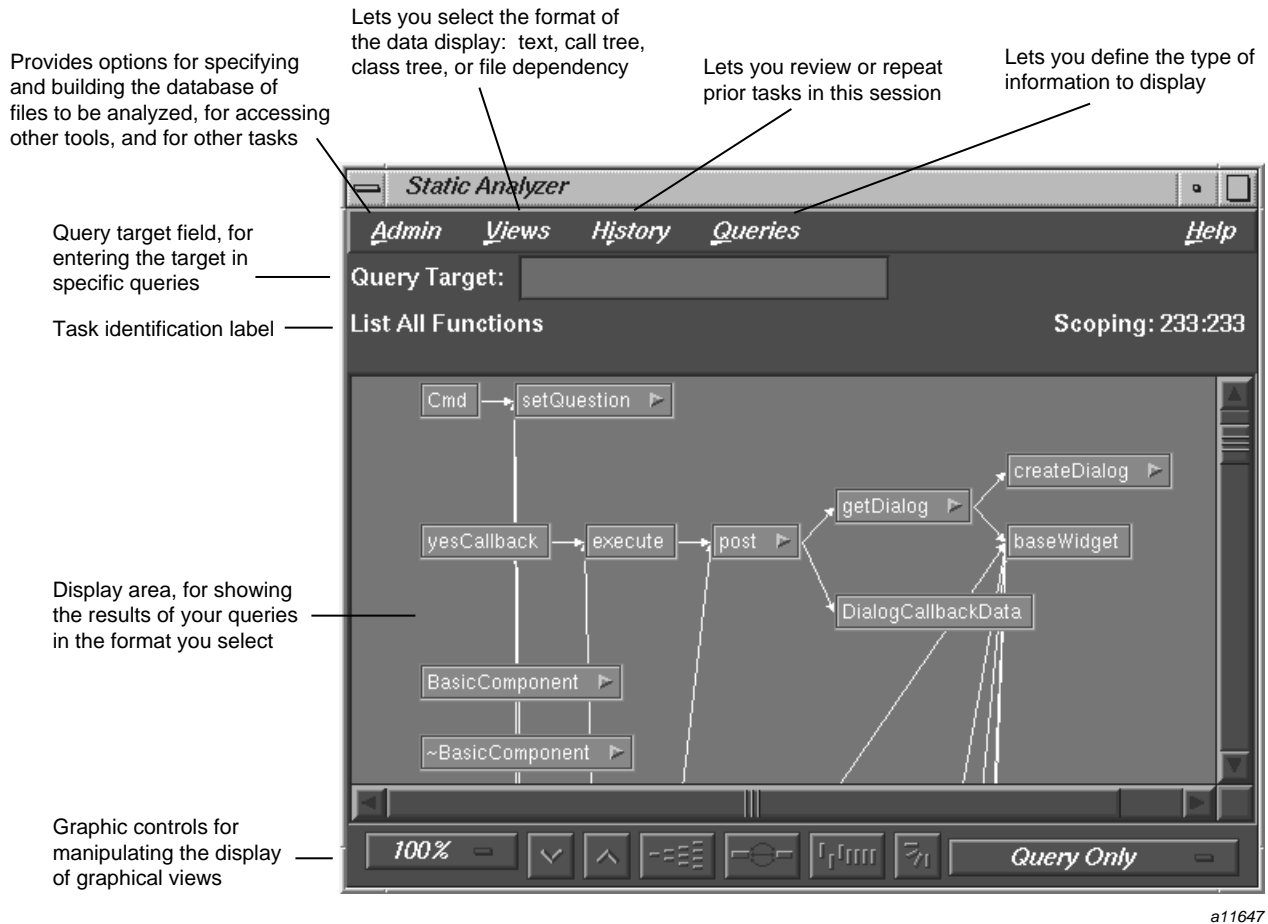 Lets you select the format of
the data display: text, call tree,
class tree, or file dependency
Provides options for specifying
and building the database of
files to be analyzed, for accessing
other tools, and for other tasks
Lets you review or repeat
prior tasks in this session
Lets you define the type of
information to display
Static Analyzer
Admin Views History Queries Help
Query target field, for
entering the target in
specific queries
Query Target:
Task identification label
List All Functions Scoping: 233:233
Cmd setQuestion
createDialog
getDialog
yesCallback execute post baseWidget
Display area, for showing
the results of your queries
in the format you select
DialogCallbackData
BasicComponent
~BasicComponent
Graphic controls for
manipulating the display
of graphical views
100% Query Only
a11647